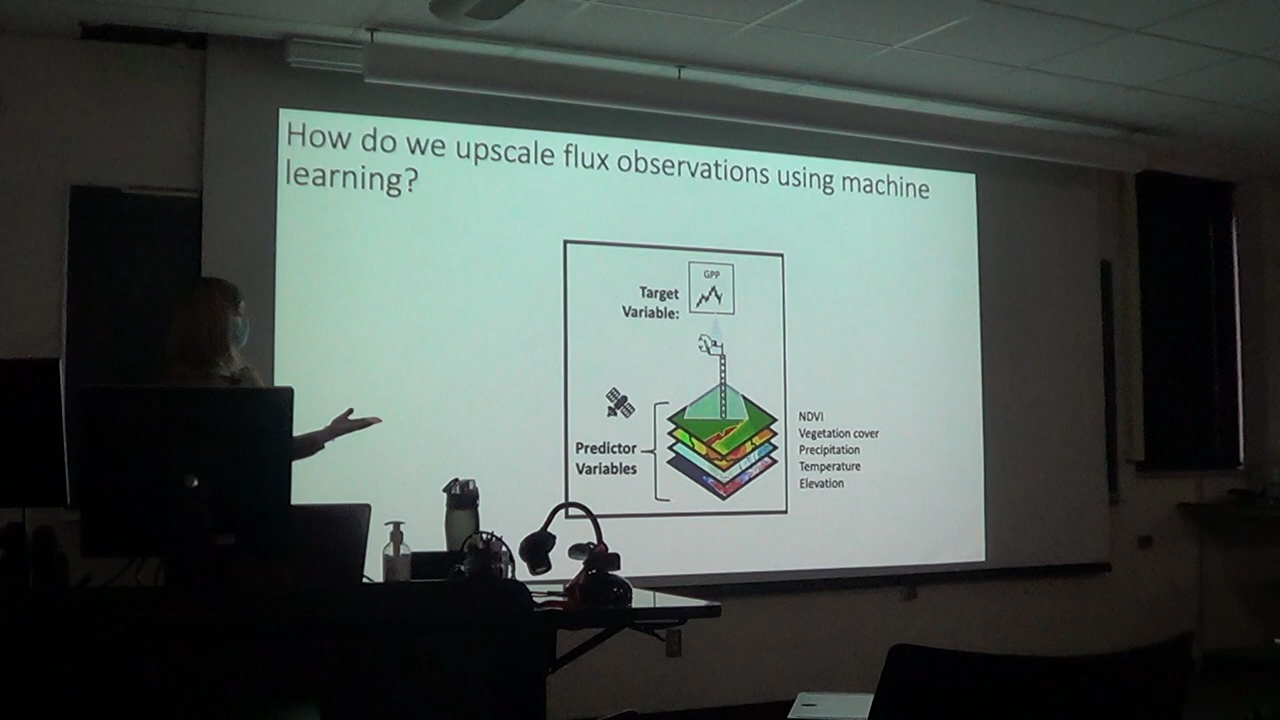 How do we upscale flux observations using machine
learning?
GPP
Target
Variable:
Predictor
Variables
NDVI
Vegetation cover
Precipitation
Temperature
Elevation